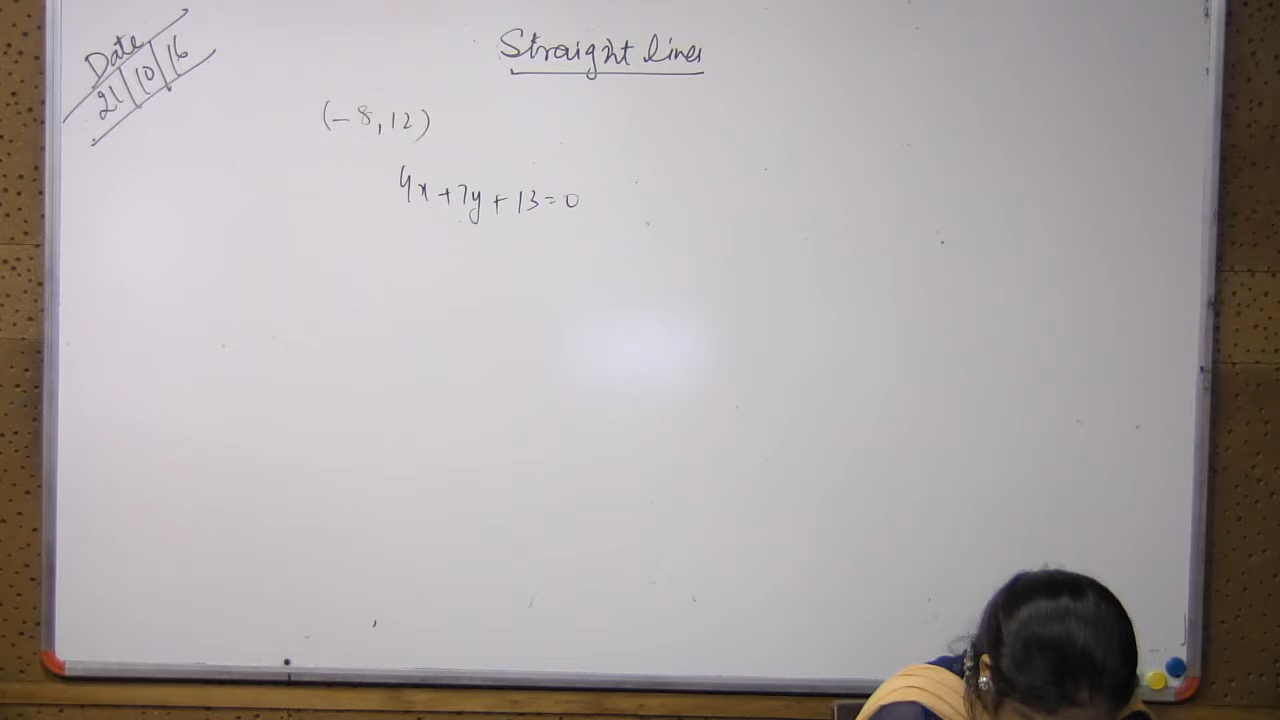 Date
21/10/16
Straight lines
(-8,12)
4x+7y+13=0